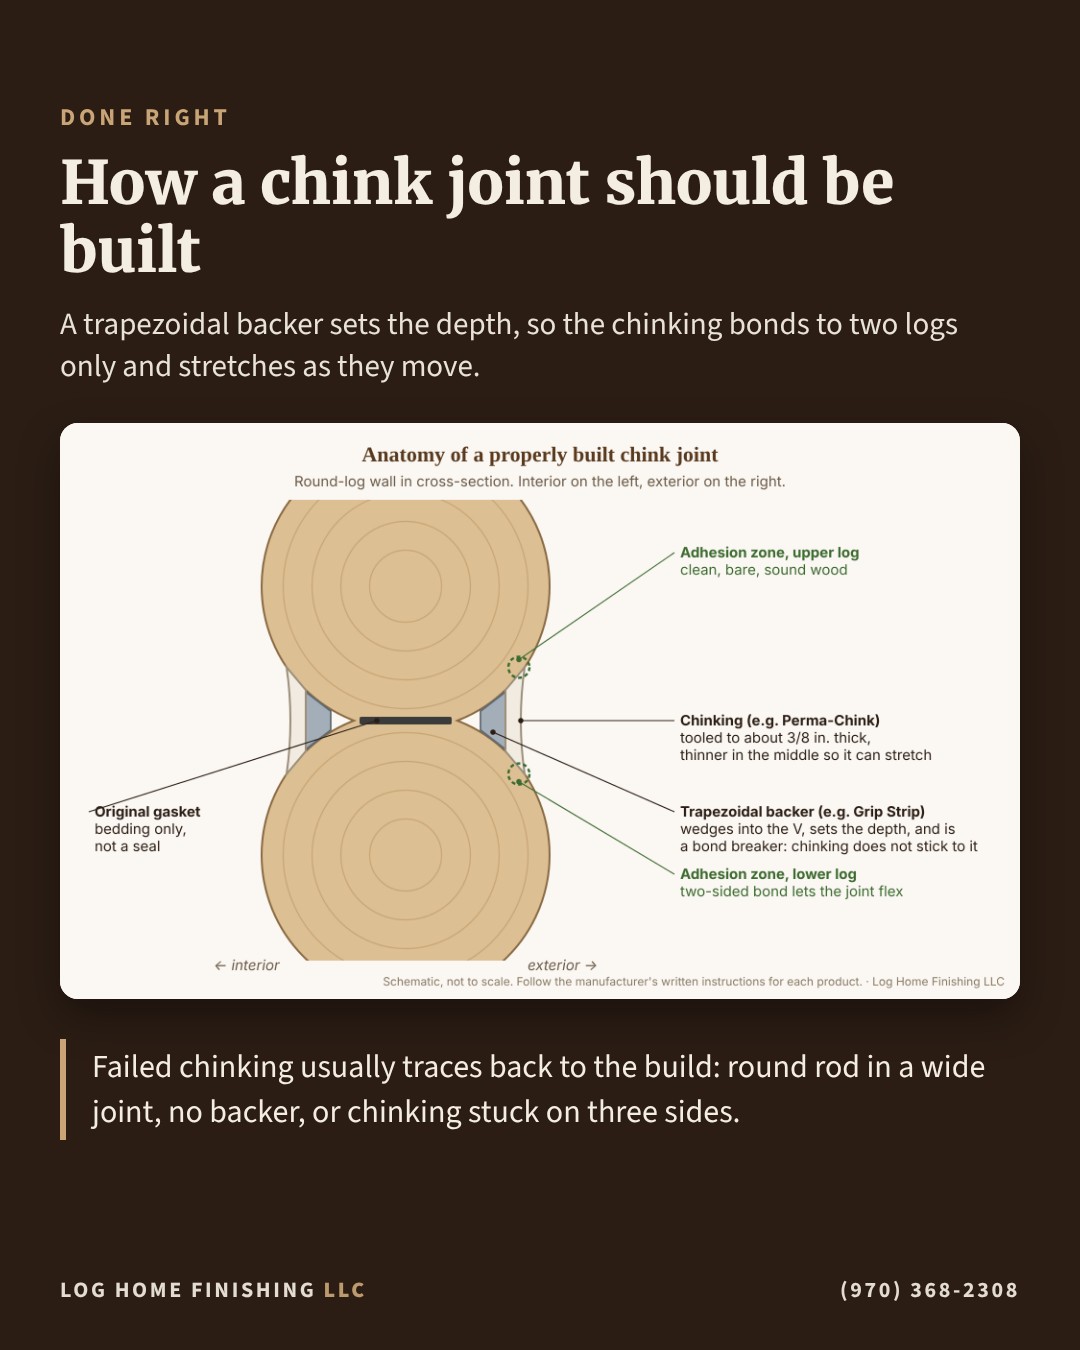 DONE RIGHT
How a chink joint should be
built
A trapezoidal backer sets the depth, so the chinking bonds to two logs
only and stretches as they move.
Anatomy of a properly built chink joint
Round-log wall in cross-section. Interior on the left, exterior on the right.
Adhesion zone, upper log
clean, bare, sound wood
Chinking (e.g. Perma-Chink)
tooled to about 3/8 in. thick,
thinner in the middle so it can stretch
Original gasket
bedding only,
not a seal
Trapezoidal backer (e.g. Grip Strip)
wedges into the V, sets the depth, and is
a bond breaker: chinking does not stick to it
Adhesion zone, lower log
two-sided bond lets the joint flex
← interior
exterior →
Schematic, not to scale. Follow the manufacturer's written instructions for each product. · Log Home Finishing LLC
Failed chinking usually traces back to the build: round rod in a wide
joint, no backer, or chinking stuck on three sides.
LOG HOME FINISHING LLC
(970) 368-2308